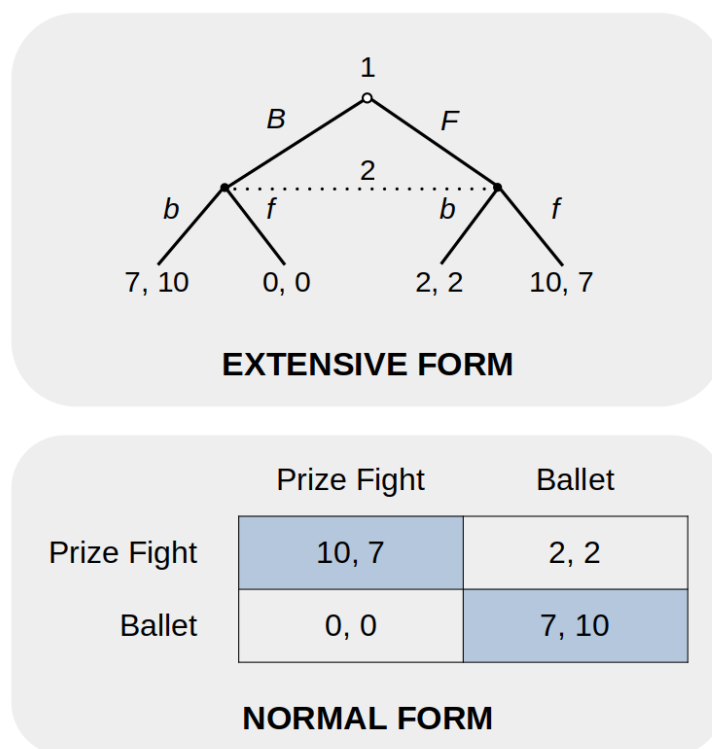 1
B F
2
b f b f
7, 10 0, 0 2, 2 10, 7
EXTENSIVE FORM
Prize Fight Ballet
Prize Fight 10, 7 2, 2
Ballet 0, 0 7, 10
NORMAL FORM